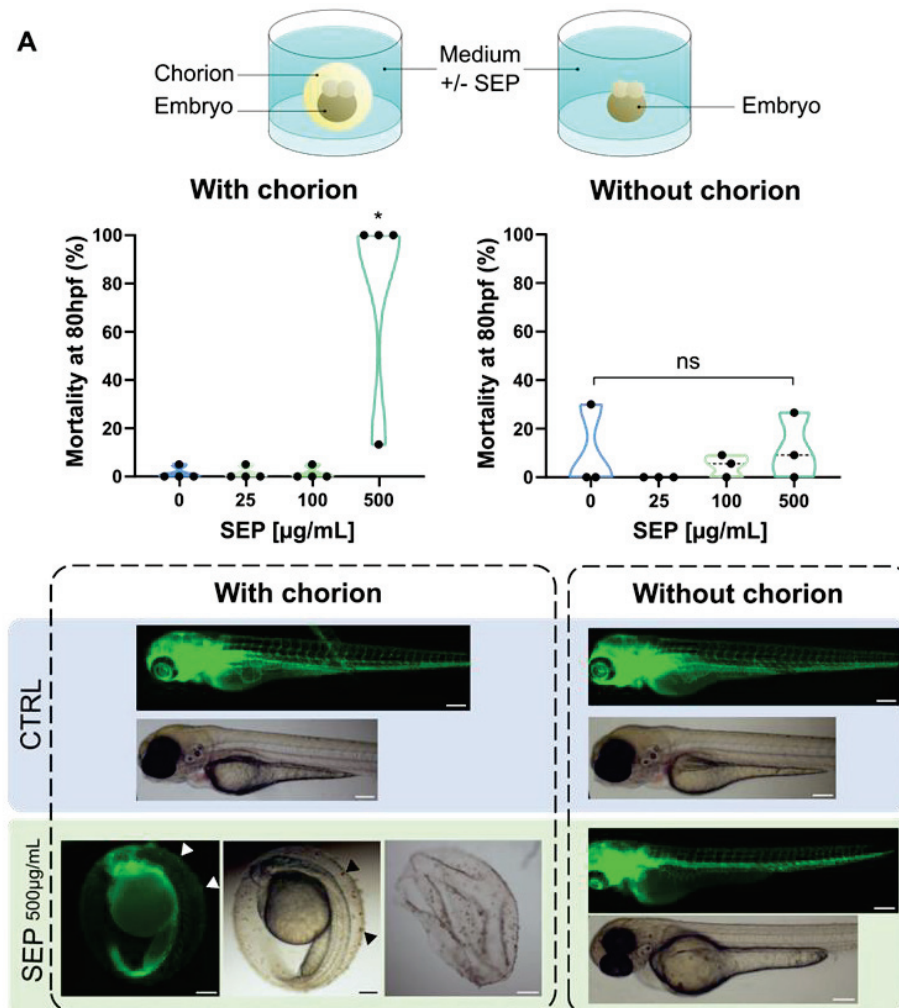 A
Chorion
Embryo
Medium
+/- SEP
Embryo
With chorion
Without chorion
Mortality at 80hpf (%)
100
80
60
40
20
0
*
0 25 100 500
SEP [µg/mL]
Mortality at 80hpf (%)
100
80
60
40
20
0
ns
0 25 100 500
SEP [µg/mL]
With chorion
Without chorion
CTRL
SEP 500µg/mL